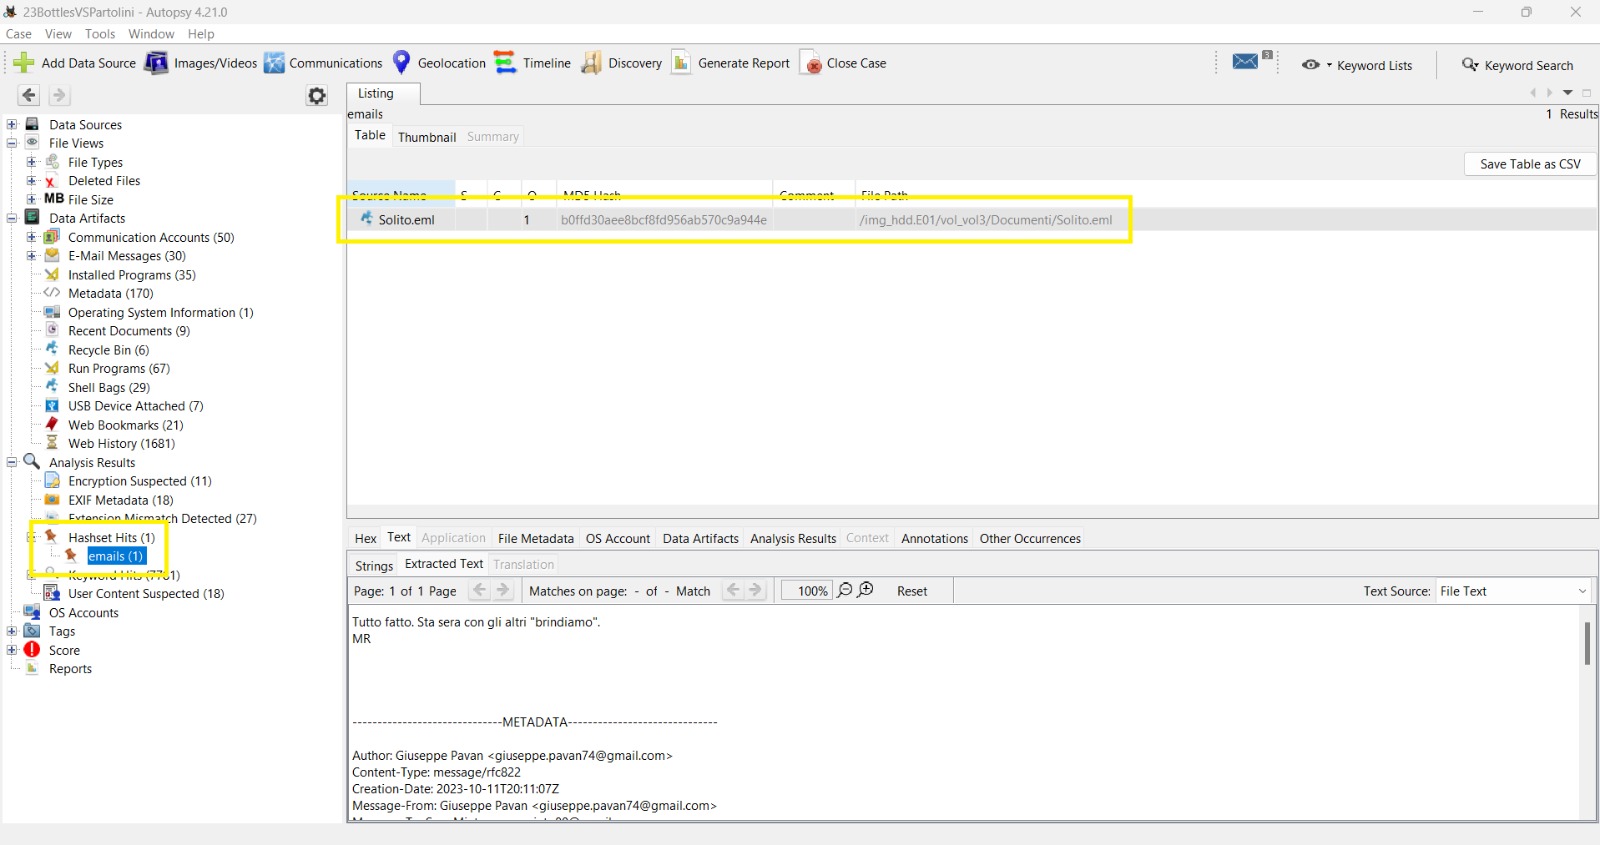 23BottlesVSPartolini - Autopsy 4.21.0
Case View Tools Window Help
Add Data Source Images/Videos Communications Geolocation Timeline Discovery Generate Report Close Case 3 Keyword Lists Keyword Search
Listing
emails 1 Results
Table Thumbnail Summary
Save Table as CSV
Source Name S C O MD5 Hash Comment File Path
Solito.eml 1 b0ffd30aee8bcf8fd956ab570c9a944e /img_hdd.E01/vol_vol3/Documenti/Solito.eml
Data Sources
File Views
File Types
Deleted Files
MB File Size
Data Artifacts
Communication Accounts (50)
E-Mail Messages (30)
Installed Programs (35)
Metadata (170)
Operating System Information (1)
Recent Documents (9)
Recycle Bin (6)
Run Programs (67)
Shell Bags (29)
USB Device Attached (7)
Web Bookmarks (21)
Web History (1681)
Analysis Results
Encryption Suspected (11)
EXIF Metadata (18)
Extension Mismatch Detected (27)
Hashset Hits (1)
emails (1)
Keyword Hits (7781)
User Content Suspected (18)
OS Accounts
Tags
Score
Reports
Hex Text Application File Metadata OS Account Data Artifacts Analysis Results Context Annotations Other Occurrences
Strings Extracted Text Translation
Page: 1 of 1 Page Matches on page: - of - Match 100% Reset Text Source: File Text
Tutto fatto. Sta sera con gli altri "brindiamo".
MR
------------------------------METADATA------------------------------
Author: Giuseppe Pavan <giuseppe.pavan74@gmail.com>
Content-Type: message/rfc822
Creation-Date: 2023-10-11T20:11:07Z
Message-From: Giuseppe Pavan <giuseppe.pavan74@gmail.com>